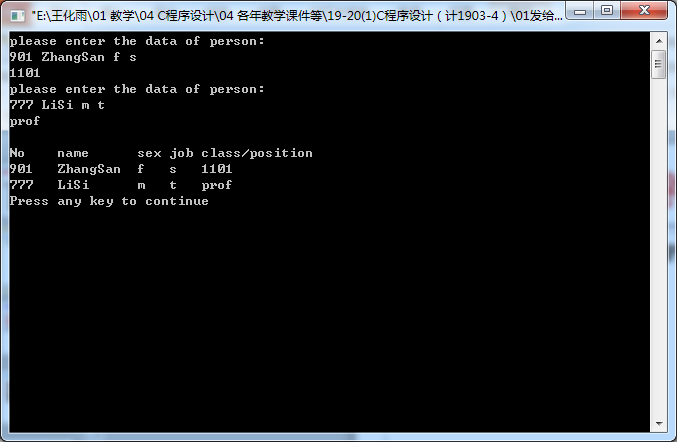 "E:\王化雨\01 教学\04 C程序设计\04 各年教学课件等\19-20(1)C程序设计（计1903-4）\01发给...
please enter the data of person:
901 ZhangSan f s
1101
please enter the data of person:
777 LiSi m t
prof
No name sex job class/position
901 ZhangSan f s 1101
777 LiSi m t prof
Press any key to continue